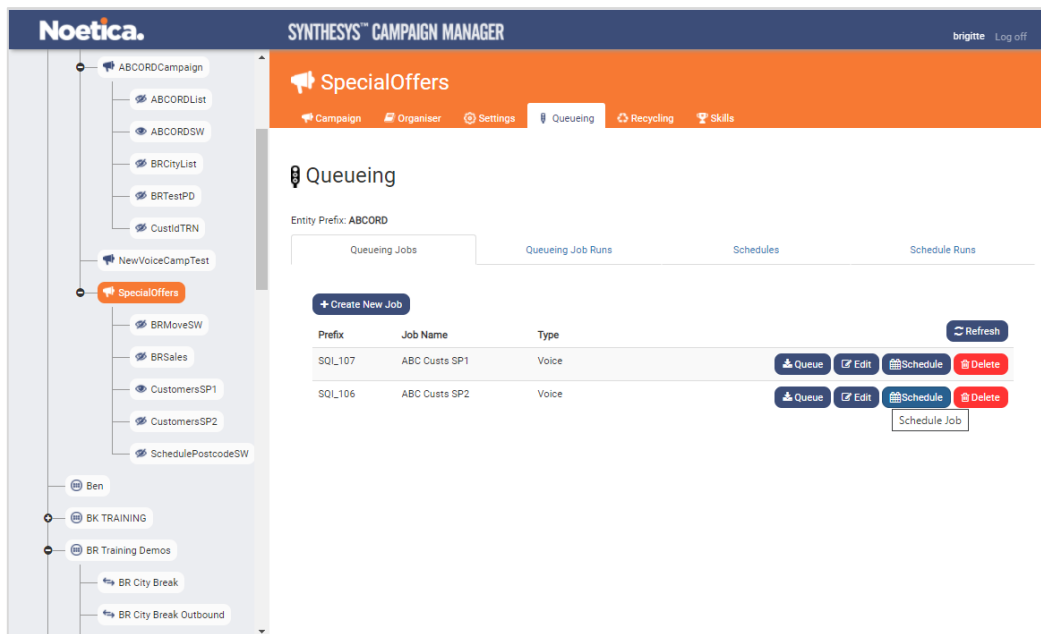 Noetica.
SYNTHESYS™ CAMPAIGN MANAGER
brigitte Log off
ABCORDCampaign
ABCORDList
ABCORDSW
BRCityList
BRTestPD
CustIdTRN
NewVoiceCampTest
SpecialOffers
BRMoveSW
BRSales
CustomersSP1
CustomersSP2
SchedulePostcodeSW
Ben
BK TRAINING
BR Training Demos
BR City Break
BR City Break Outbound
SpecialOffers
Campaign Organiser Settings Queueing Recycling Skills
Queueing
Entity Prefix: ABCORD
Queueing Jobs Queueing Job Runs Schedules Schedule Runs
+ Create New Job
Refresh
Prefix Job Name Type
SQI_107 ABC Custs SP1 Voice Queue Edit Schedule Delete
SQI_106 ABC Custs SP2 Voice Queue Edit Schedule Delete
Schedule Job